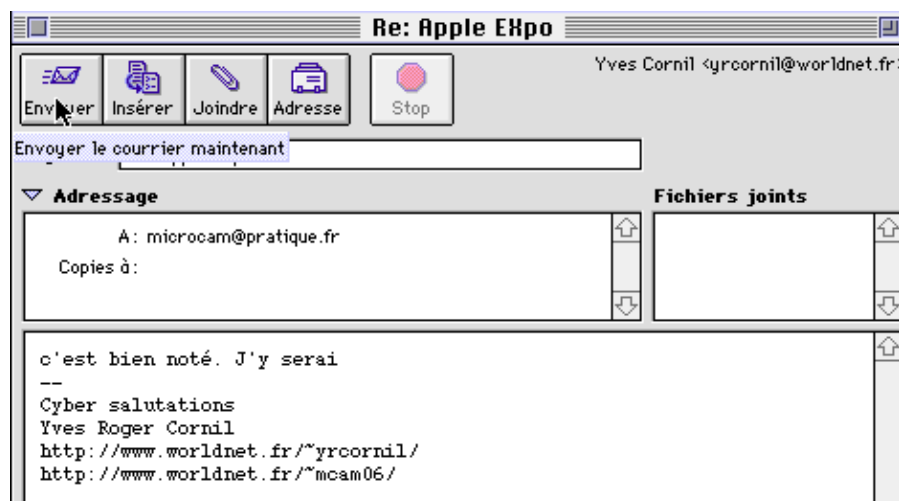 Re: Apple EXpo
Yves Cornil <yrcornil@worldnet.fr>
Envoyer Insérer Joindre Adresse Stop
Envoyer le courrier maintenant
Adressage
Fichiers joints
A: microcam@pratique.fr
Copies à:
c'est bien noté. J'y serai
--
Cyber salutations
Yves Roger Cornil
http://www.worldnet.fr/~yrcornil/
http://www.worldnet.fr/~mcam06/